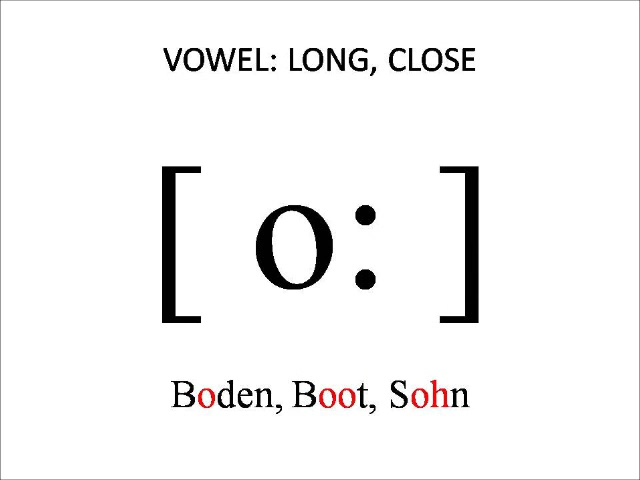 VOWEL: LONG, CLOSE
[ o: ]
Boden, Boot, Sohn